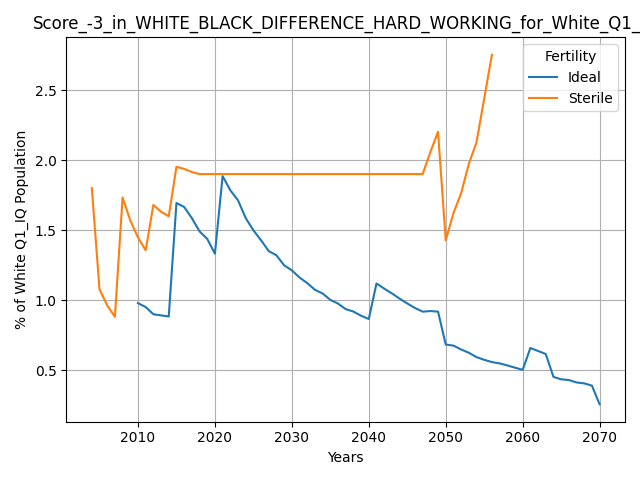 Score_-3_in_WHITE_BLACK_DIFFERENCE_HARD_WORKING_for_White_Q1_
Fertility
Ideal
Sterile
% of White Q1_IQ Population
2.5
2.0
1.5
1.0
0.5
2010 2020 2030 2040 2050 2060 2070
Years